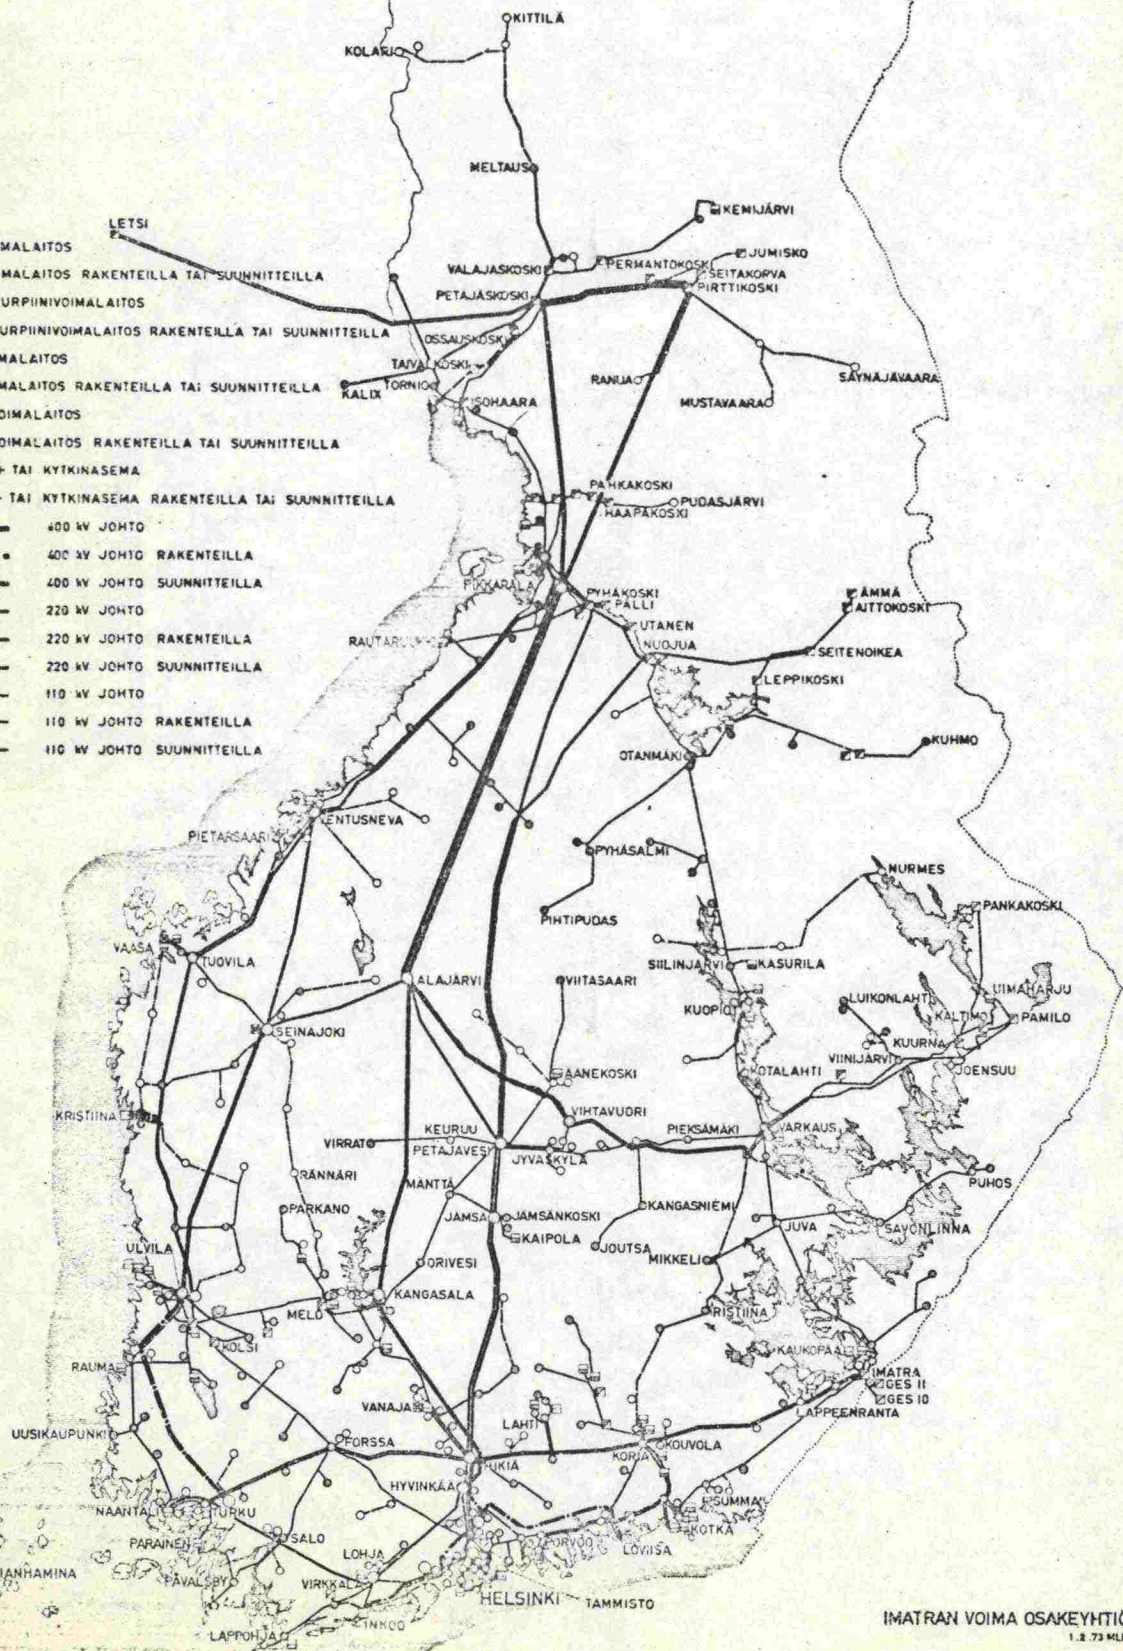 KITTILÄ
KOLARI
MELTAUS
LETSI
KEMIJÄRVI
MALAITOS
JUMISKO
VALAJASKOSKI
PERMANTOKOSKI
MALAITOS RAKENTEILLA TAI SUUNNITTEILLA
SEITAKORVA
PIRTTIKOSKI
PETÄJÄSKOSKI
URPIINIVOIMALAITOS
URPIINIVOIMALAITOS RAKENTEILLA TAI SUUNNITTEILLA
OSSAUSKOSKI
MALAITOS
TAIVALKOSKI
SÄYNÄJÄVAARA
RANUA
MALAITOS RAKENTEILLA TAI SUUNNITTEILLA
KALIX
TORNIO
MUSTAVAARA
ISOHAARA
OIMALAITOS
OIMALAITOS RAKENTEILLA TAI SUUNNITTEILLA
TAI KYTKINASEMA
PAHKAKOSKI
TAI KYTKINASEMA RAKENTEILLA TAI SUUNNITTEILLA
PUDASJÄRVI
HAAPAKOSKI
400 kV JOHTO
400 kV JOHTO RAKENTEILLA
400 kV JOHTO SUUNNITTEILLA
PIKKARALA
PYHÄKOSKI
PÄLLI
ÄMMÄ
AITTOKOSKI
220 kV JOHTO
UTANEN
220 kV JOHTO RAKENTEILLA
NUOJUA
SEITENOIKEA
220 kV JOHTO SUUNNITTEILLA
LEPPIKOSKI
110 kV JOHTO
110 kV JOHTO RAKENTEILLA
110 kV JOHTO SUUNNITTEILLA
KUHMO
OTANMÄKI
VENTUSNEVA
PIETARSAARI
PYHÄSALMI
NURMES
PIHTIPUDAS
PANKAKOSKI
VAASA
TUOVILA
SIILINJÄRVI
KASURILA
ALAJÄRVI
VIITASAARI
UIMAHARJU
LUIKONLAHTI
KUOPIO
KALTIMO
PAMILO
SEINÄJOKI
KUURNA
VIINIJÄRVI
JOENSUU
ÄÄNEKOSKI
KOTALAHTI
KRISTIINA
VIHTAVUORI
KEURUU
PIEKSÄMÄKI
VARKAUS
VIRRAT
PETÄJÄVESI
JYVÄSKYLÄ
RÄNNÄRI
MÄNTTÄ
PUHOS
PARKANO
KANGASNIEMI
JÄMSÄ
JÄMSÄNKOSKI
JUVA
SAVONLINNA
KAIPOLA
JOUTSA
ULVILA
ORIVESI
MIKKELI
KANGASALA
MELO
RISTIINA
KOLSI
KAUKOPÄÄ
RAUMA
IMATRA
GES 11
GES 10
VANAJA
LAHTI
LAPPEENRANTA
UUSIKAUPUNKI
FORSSA
KOUVOLA
KORIA
HIKIÄ
HYVINKÄÄ
SUMMA
NAANTALI
TURKU
KOTKA
PARAINEN
SALO
PORVOO
LOVIISA
LOHJA
IANHAMINA
PÄVALSBY
VIRKKALA
HELSINKI
TAMMISTO
INKOO
LAPPOHJA
IMATRAN VOIMA OSAKEYHTIÖ